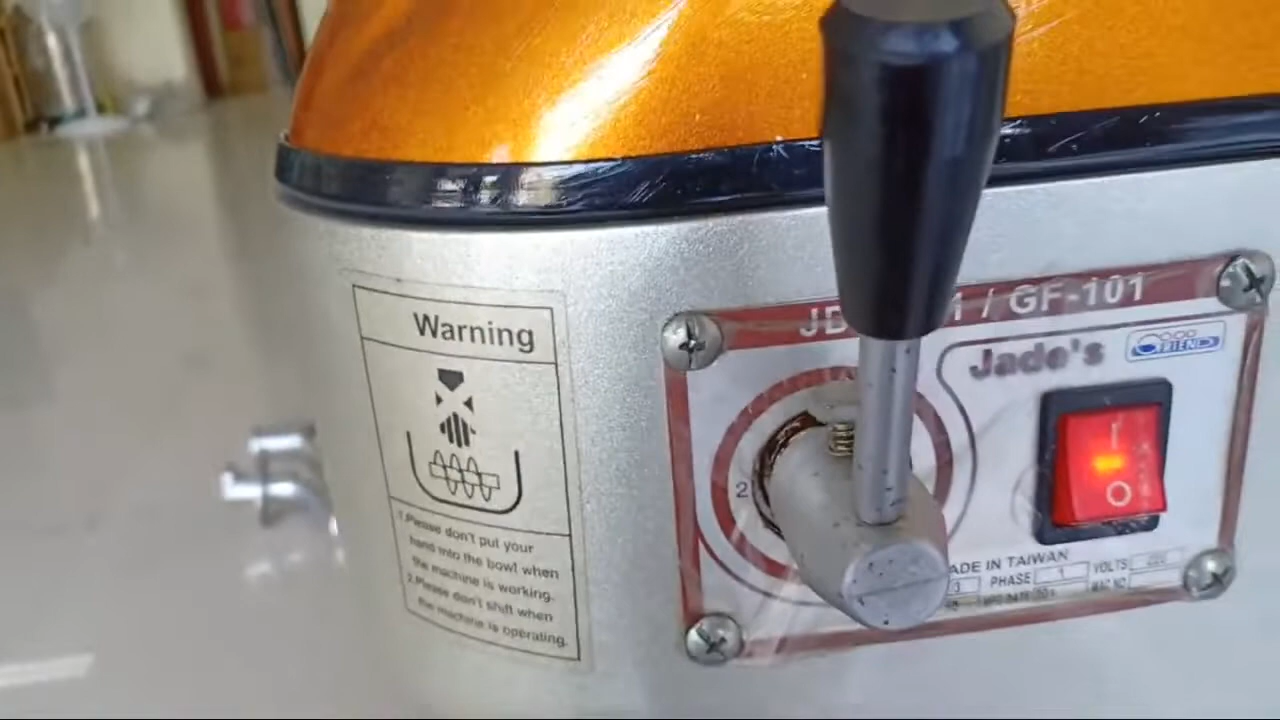 Warning
1.Please don't put your
hand into the bowl when
the machine is working.
2.Please don't shift when
the machine is operating.
1 / GF-101
Jade's
FRIEND
2
I
O
ADE IN TAIWAN
PHASE 1
VOLTS